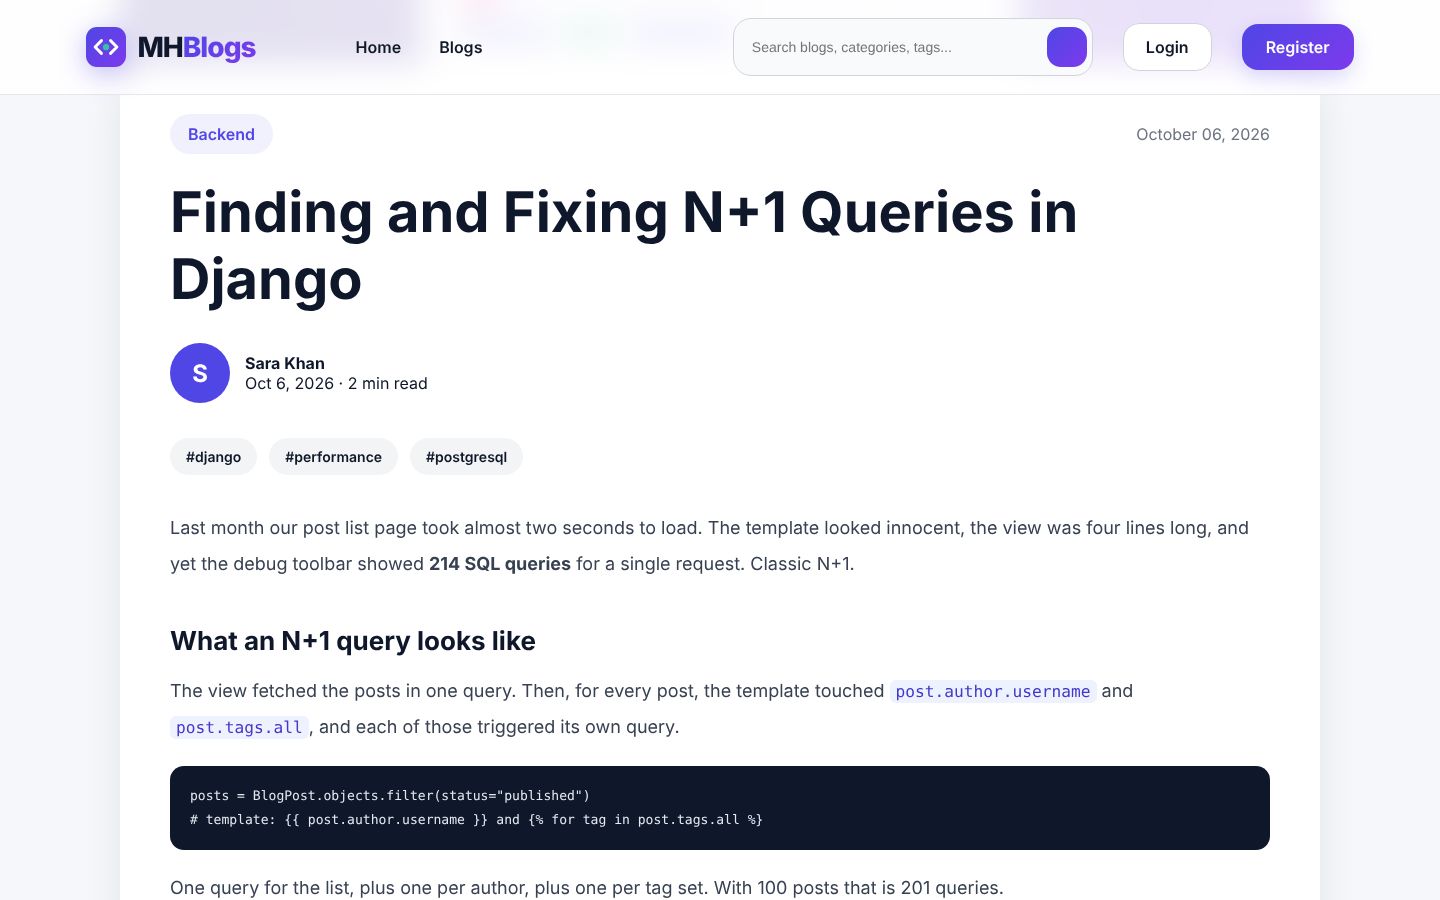 MHBlogs
Home
Blogs
Search blogs, categories, tags...
Login
Register
Backend
October 06, 2026
Finding and Fixing N+1 Queries in
Django
S
Sara Khan
Oct 6, 2026 · 2 min read
#django
#performance
#postgresql
Last month our post list page took almost two seconds to load. The template looked innocent, the view was four lines long, and
yet the debug toolbar showed 214 SQL queries for a single request. Classic N+1.
What an N+1 query looks like
The view fetched the posts in one query. Then, for every post, the template touched post.author.username and
post.tags.all, and each of those triggered its own query.
posts = BlogPost.objects.filter(status="published")
# template: {{ post.author.username }} and {% for tag in post.tags.all %}
One query for the list, plus one per author, plus one per tag set. With 100 posts that is 201 queries.